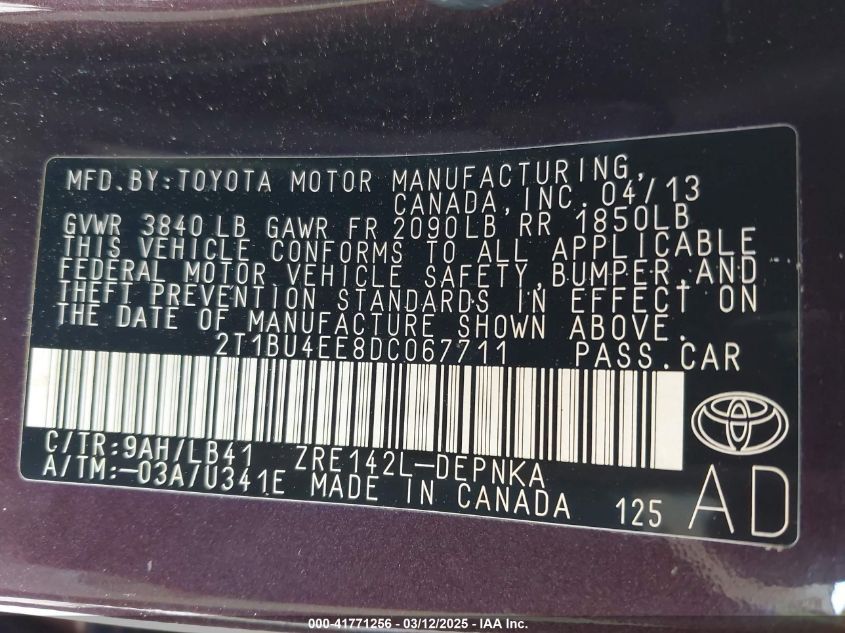 MFD.BY:TOYOTA MOTOR MANUFACTURING,
CANADA,INC. 04/13
GVWR 3840 LB GAWR FR 2090LB RR 1850LB
THIS VEHICLE CONFORMS TO ALL APPLICABLE
FEDERAL MOTOR VEHICLE SAFETY,BUMPER,AND
THEFT PREVENTION STANDARDS IN EFFECT ON
THE DATE OF MANUFACTURE SHOWN ABOVE.
2T1BU4EE8DC067711 PASS.CAR
C/TR:9AH/LB41 ZRE142L-DEPNKA
A/TM:-03A/U341E MADE IN CANADA 125 AD
000-41771256 - 03/12/2025 - IAA Inc.